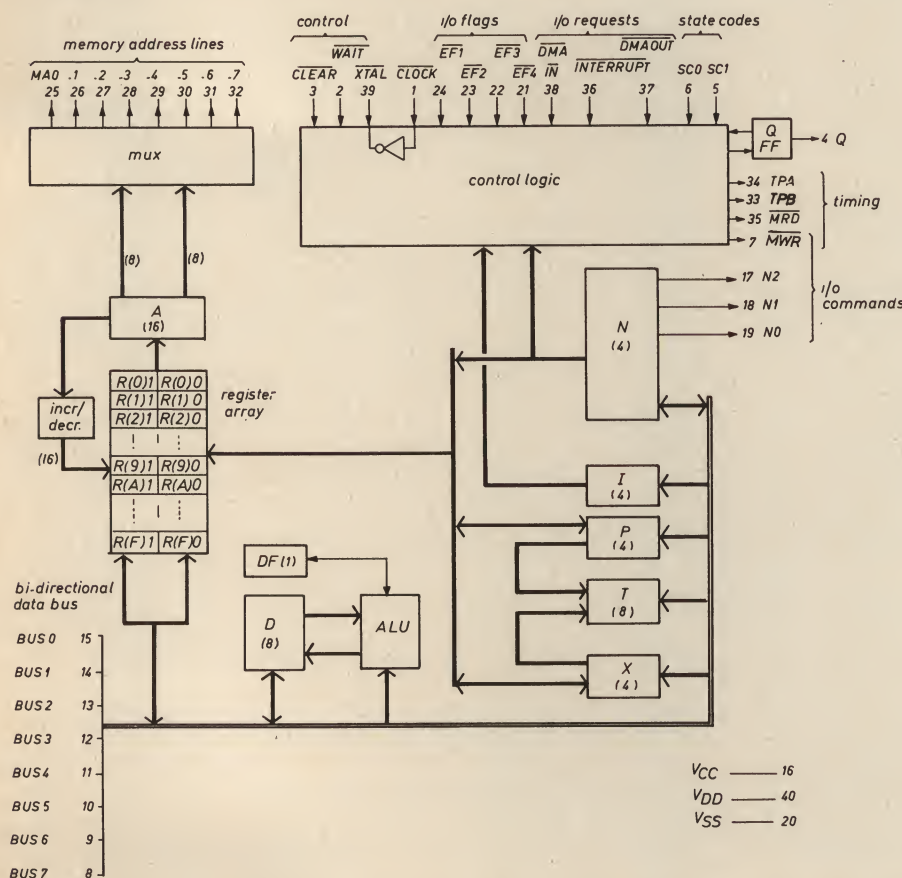 control i/o flags i/o requests state codes
memory address lines
WAIT EF1 EF3 DMA DMAOUT
CLEAR XTAL CLOCK EF2 EF4 IN INTERRUPT SC0 SC1
MA0 .1 .2 .3 .4 .5 .6 .7
25 26 27 28 29 30 31 32
3 2 39 1 24 23 22 21 38 36 37 6 5
mux
control logic
Q
FF
4 Q
34 TPA
33 TPB
35 MRD
7 MWR
timing
i/o
commands
(8) (8)
A
(16)
N
(4)
17 N2
18 N1
19 N0
incr/
decr.
(16)
R(0)1 R(0)0
R(1)1 R(1)0
R(2)1 R(2)0
R(9)1 R(9)0
R(A)1 R(A)0
R(F)1 R(F)0
register
array
I
(4)
P
(4)
T
(8)
X
(4)
DF(1)
D
(8)
ALU
bi-directional
data bus
BUS 0 15
BUS 1 14
BUS 2 13
BUS 3 12
BUS 4 11
BUS 5 10
BUS 6 9
BUS 7 8
VCC 16
VDD 40
VSS 20